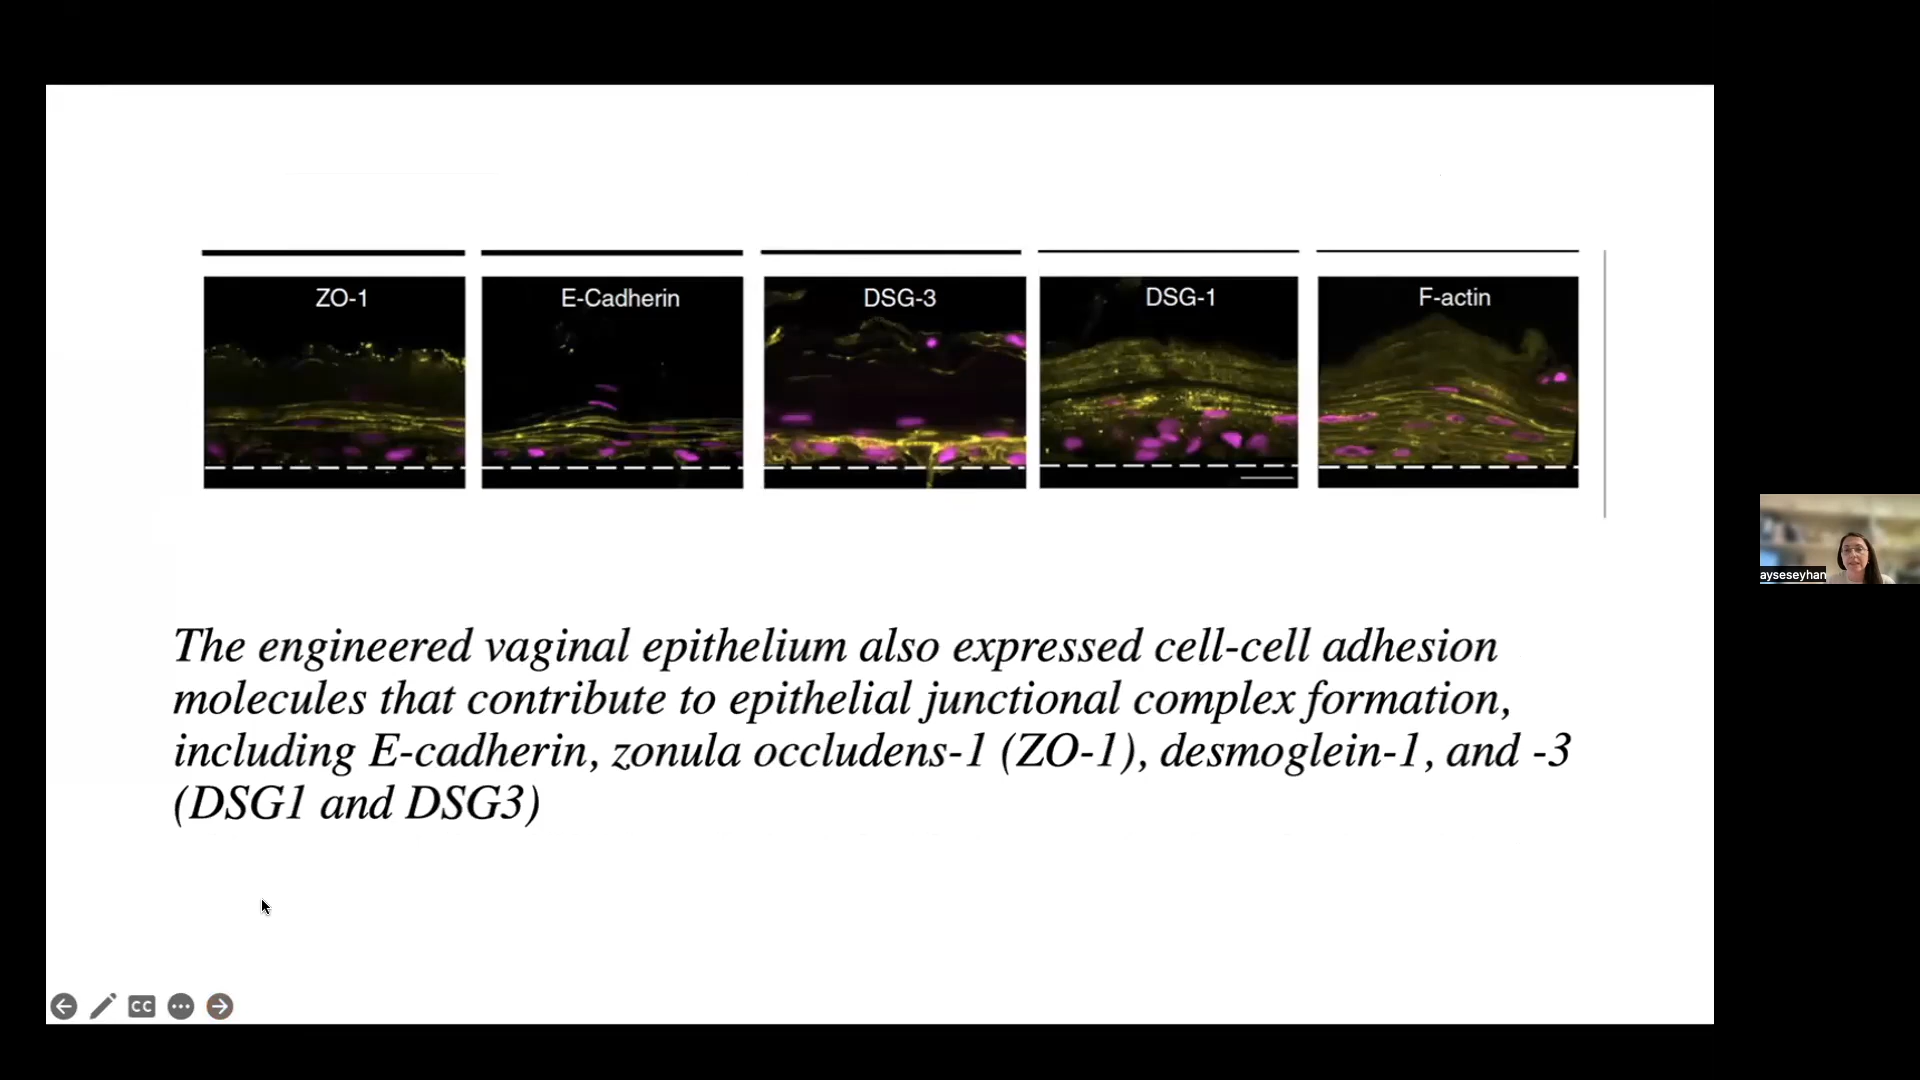 ZO-1
E-Cadherin
DSG-3
DSG-1
F-actin
The engineered vaginal epithelium also expressed cell-cell adhesion
molecules that contribute to epithelial junctional complex formation,
including E-cadherin, zonula occludens-1 (ZO-1), desmoglein-1, and -3
(DSG1 and DSG3)
CC
ayseseyhan